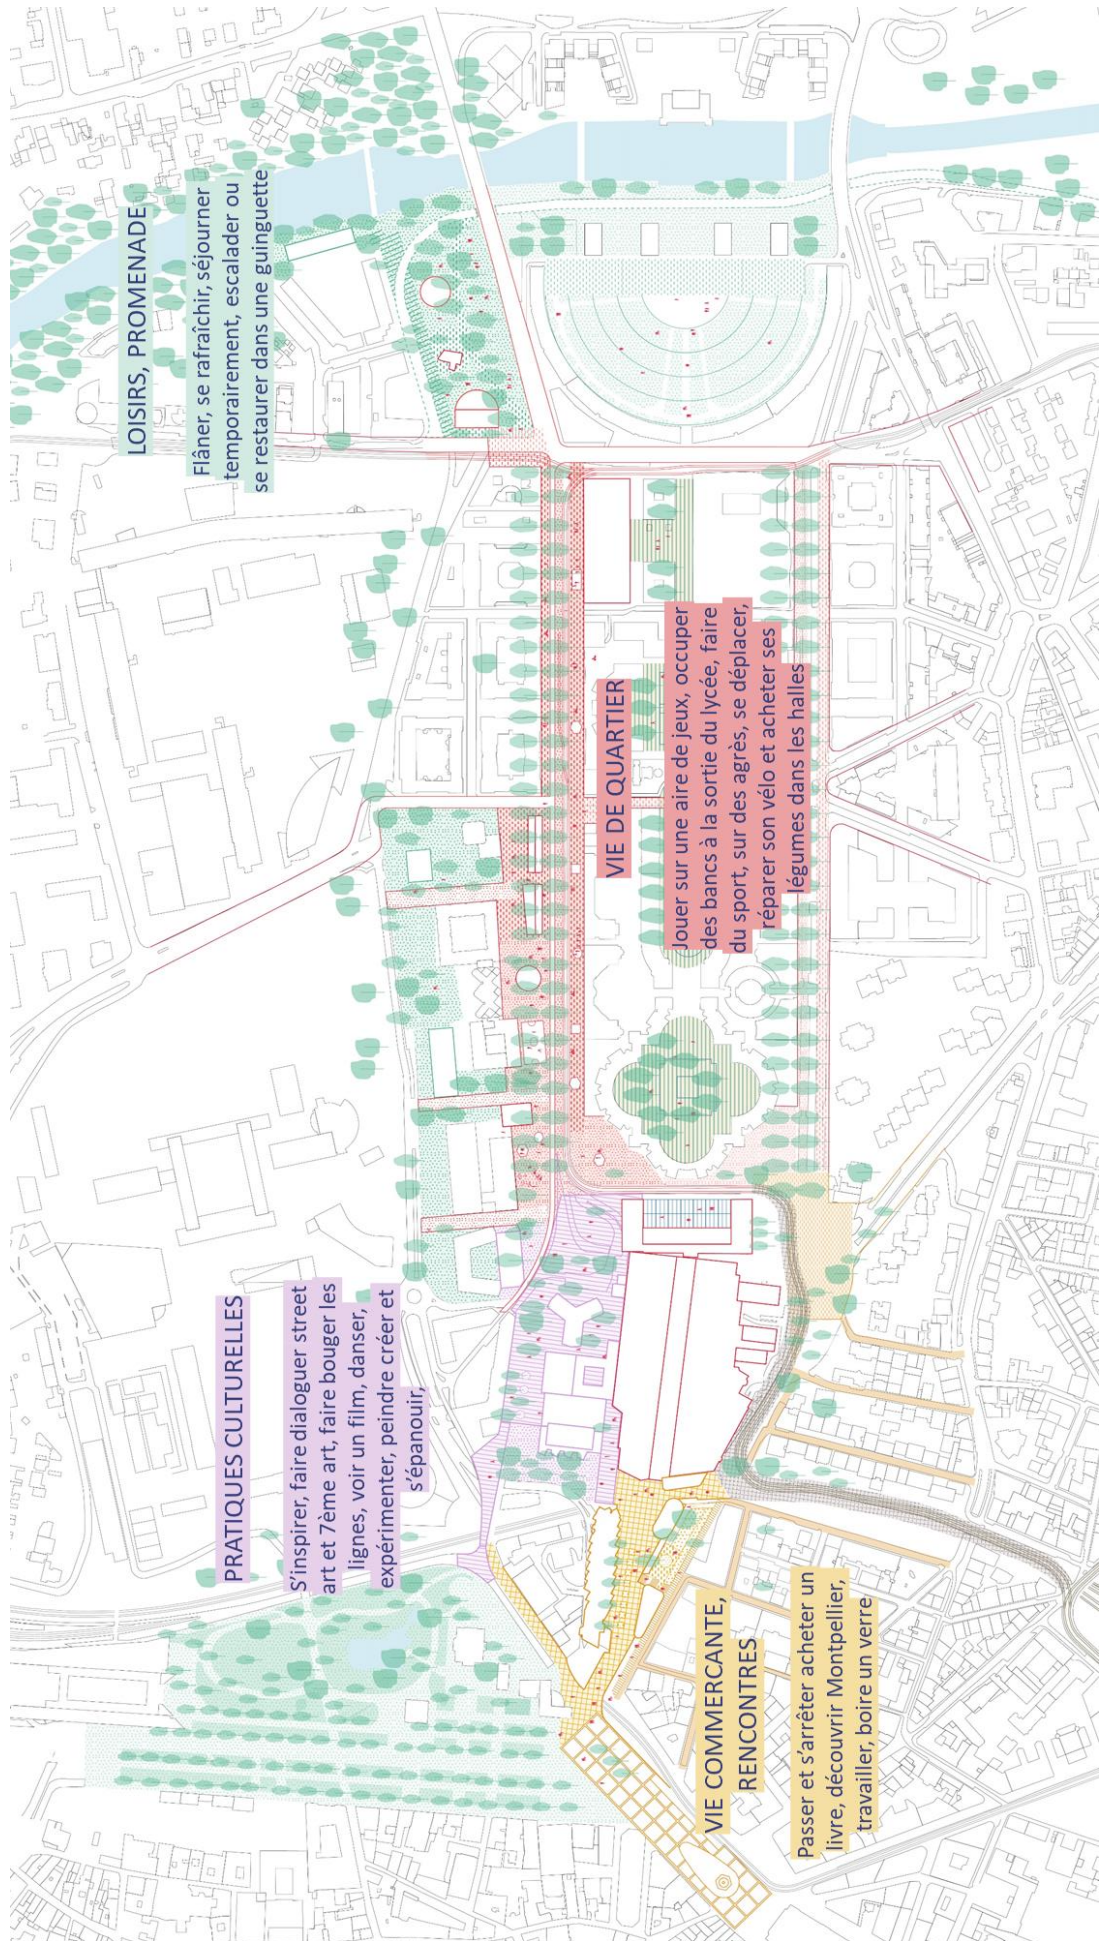 PRATIQUES CULTURELLES
S'inspirer, faire dialoguer street
art et 7ème art, faire bouger les
lignes, voir un film, danser,
expérimenter, peindre créer et
s'épanouir,
LOISIRS, PROMENADE
Flâner, se rafraîchir, séjourner
temporairement, escalader ou
se restaurer dans une guinguette
VIE COMMERCANTE,
RENCONTRES
Passer et s'arrêter acheter un
livre, découvrir Montpellier,
travailler, boire un verre,
VIE DE QUARTIER
Jouer sur une aire de jeux, occuper
des bancs à la sortie du lycée, faire
du sport, sur des agrès, se déplacer,
réparer son vélo et acheter ses
légumes dans les halles